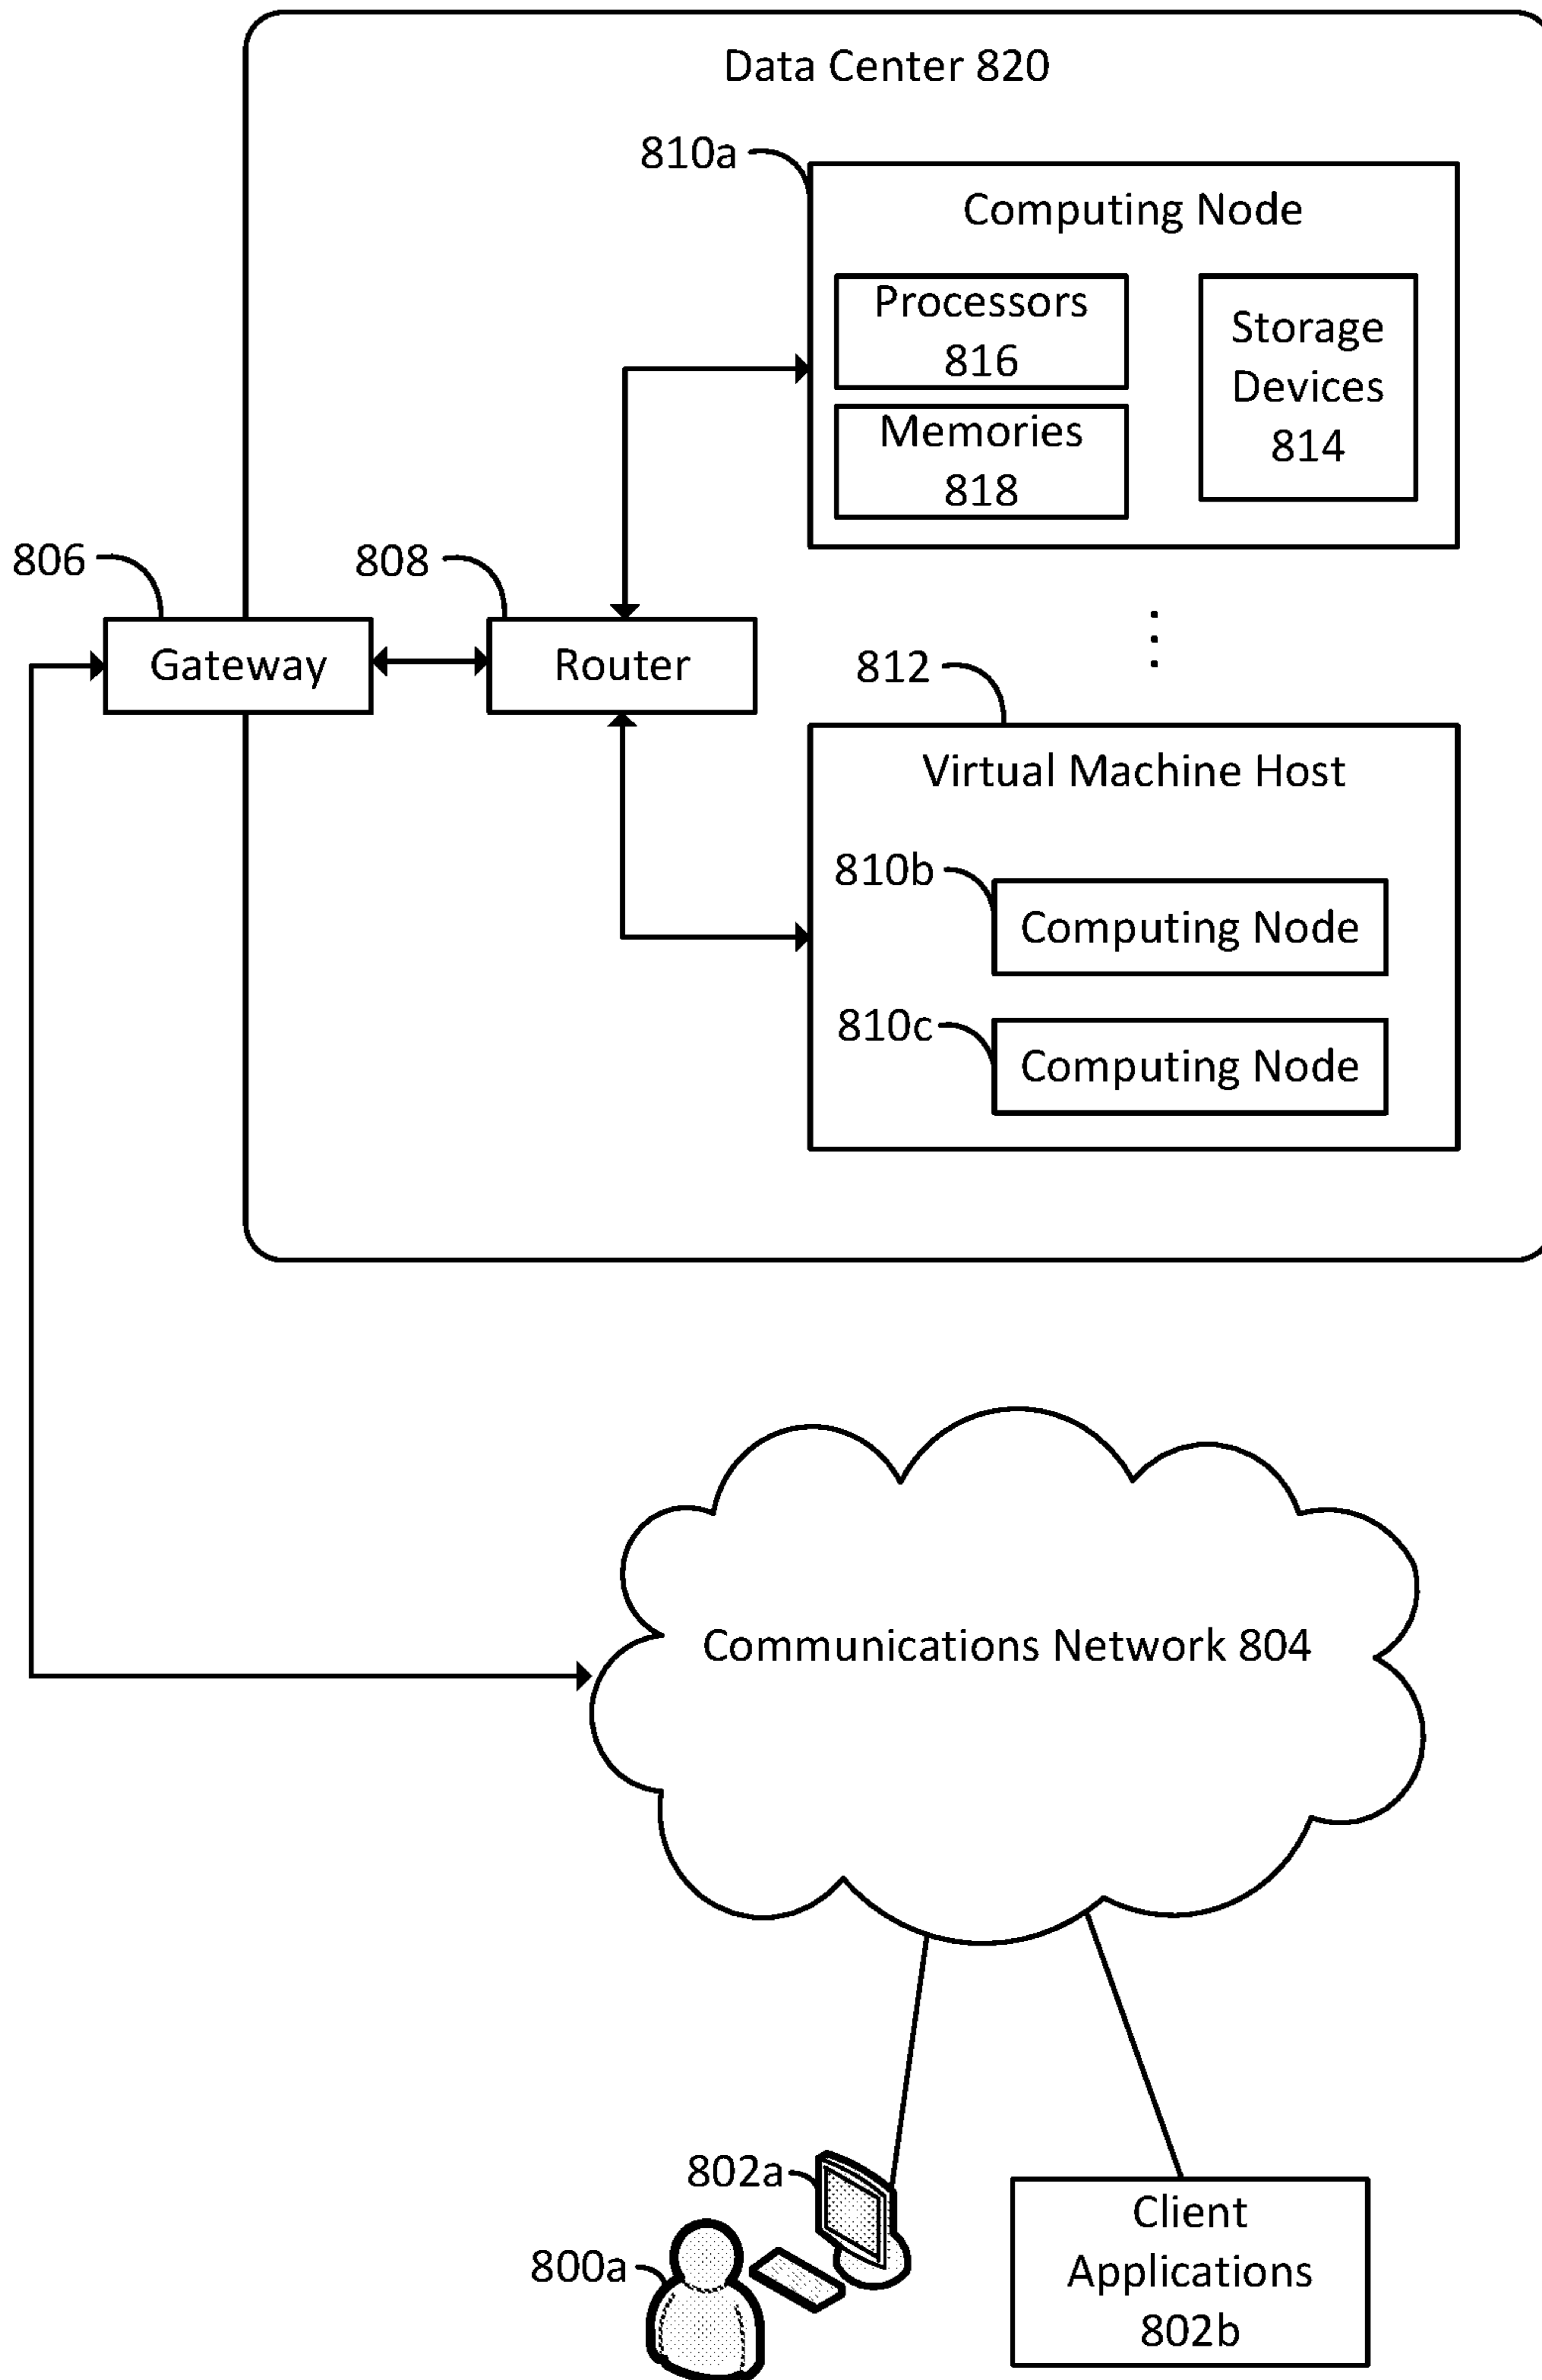 Data Center 820
810a
Computing Node
Processors
816
Storage
Devices
814
Memories
818
806
808
Gateway
Router
812
Virtual Machine Host
810b
Computing Node
810c
Computing Node
Communications Network 804
802a
800a
Client
Applications
802b